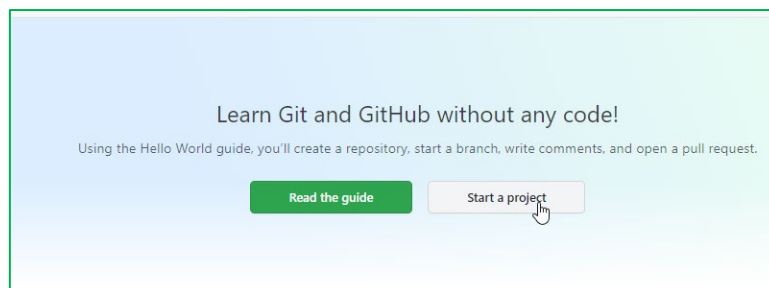 Learn Git and GitHub without any code!
Using the Hello World guide, you'll create a repository, start a branch, write comments, and open a pull request.
Read the guide
Start a project